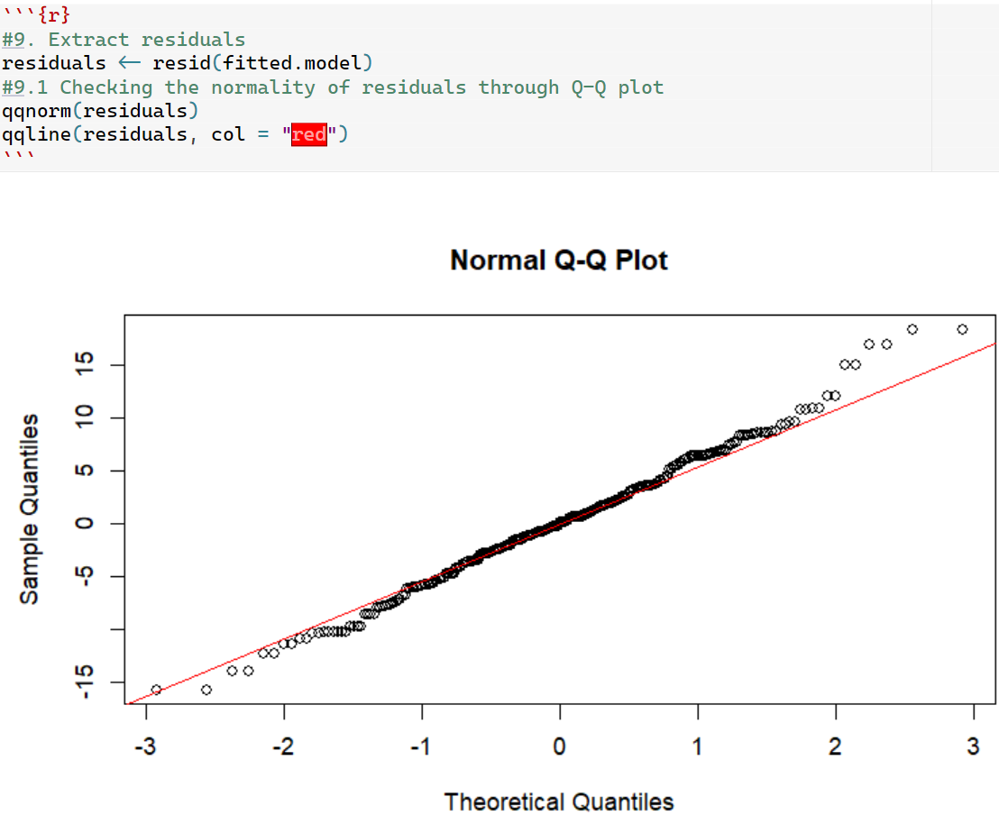 ```{r}
#9. Extract residuals
residuals <- resid(fitted.model)
#9.1 Checking the normality of residuals through Q-Q plot
qqnorm(residuals)
qqline(residuals, col = "red")
```
Normal Q-Q Plot
Sample Quantiles
15
10
5
0
-5
-15
-3 -2 -1 0 1 2 3
Theoretical Quantiles